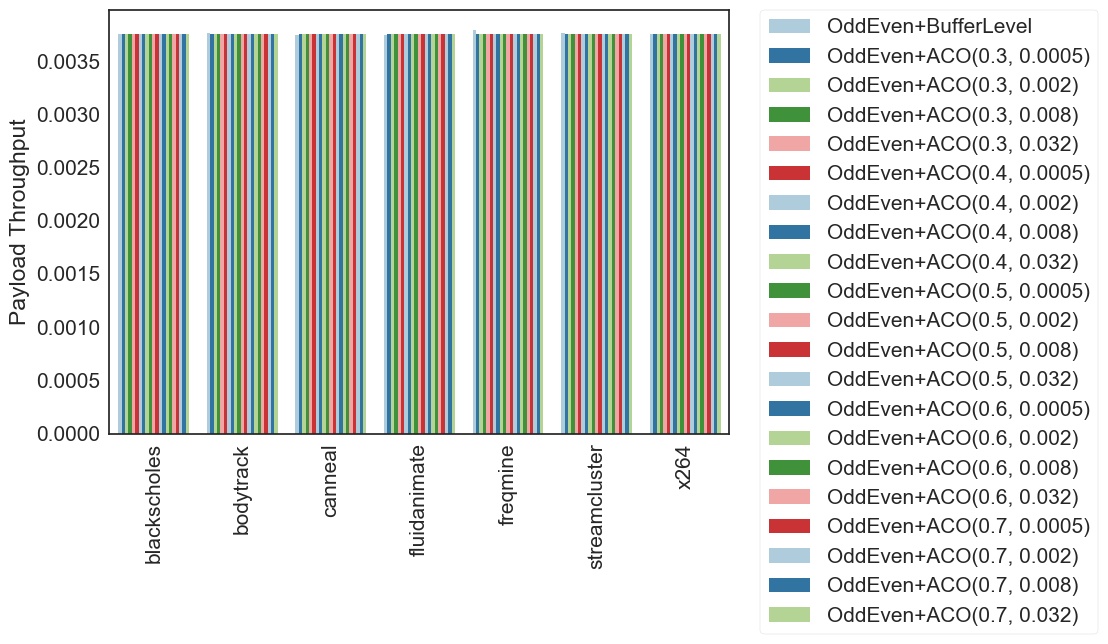 Payload Throughput
0.0035
0.0030
0.0025
0.0020
0.0015
0.0010
0.0005
0.0000
blackscholes
bodytrack
canneal
fluidanimate
freqmine
streamcluster
x264
OddEven+BufferLevel
OddEven+ACO(0.3, 0.0005)
OddEven+ACO(0.3, 0.002)
OddEven+ACO(0.3, 0.008)
OddEven+ACO(0.3, 0.032)
OddEven+ACO(0.4, 0.0005)
OddEven+ACO(0.4, 0.002)
OddEven+ACO(0.4, 0.008)
OddEven+ACO(0.4, 0.032)
OddEven+ACO(0.5, 0.0005)
OddEven+ACO(0.5, 0.002)
OddEven+ACO(0.5, 0.008)
OddEven+ACO(0.5, 0.032)
OddEven+ACO(0.6, 0.0005)
OddEven+ACO(0.6, 0.002)
OddEven+ACO(0.6, 0.008)
OddEven+ACO(0.6, 0.032)
OddEven+ACO(0.7, 0.0005)
OddEven+ACO(0.7, 0.002)
OddEven+ACO(0.7, 0.008)
OddEven+ACO(0.7, 0.032)